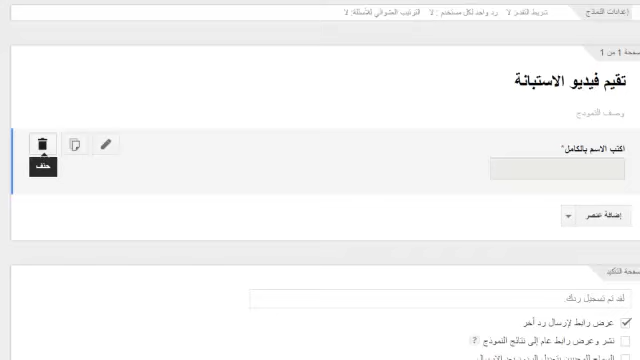 إعدادات النماذج
شريط التقدم: لا رد واحد لكل مستخدم : لا الترتيب العشوائي للأسئلة: لا
صفحة 1 من 1
تقيم فيديو الاستبانة
وصف النموذج
اكتب الاسم بالكامل*
حذف
إضافة عنصر
صفحة التأكيد
لقد تم تسجيل ردك.
عرض رابط لإرسال رد آخر
نشر وعرض رابط عام إلى نتائج النموذج ?